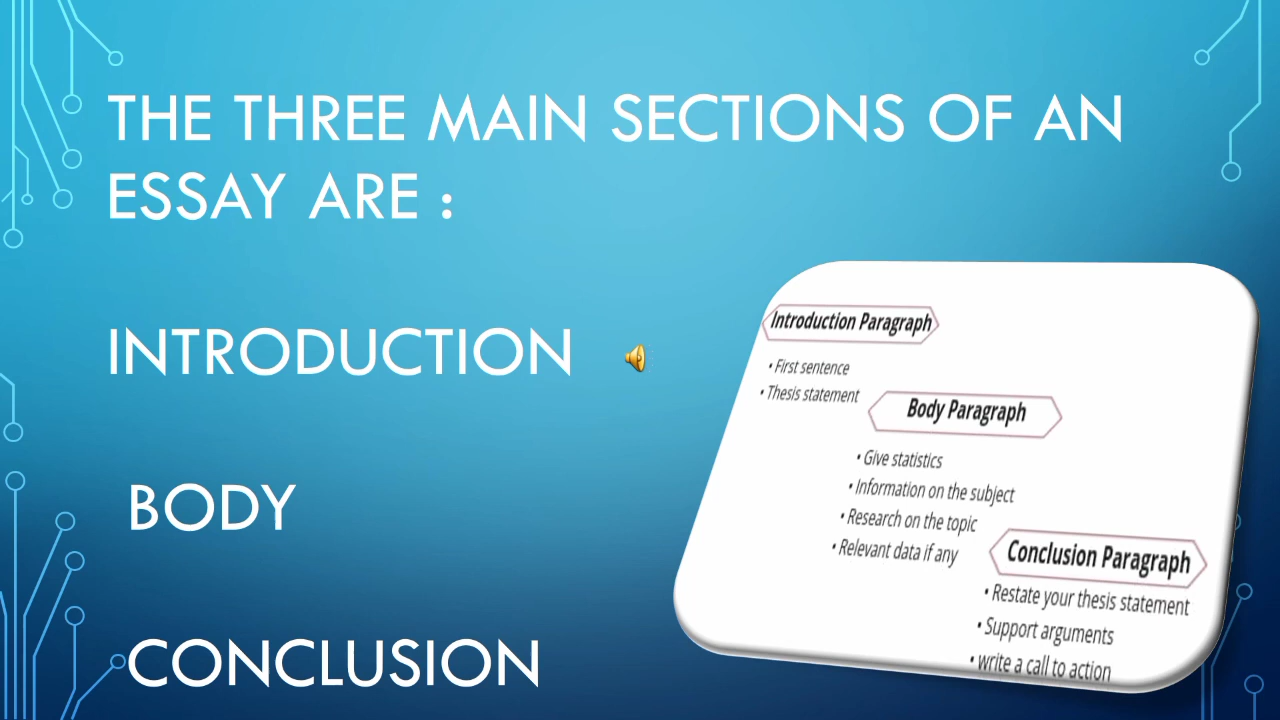 THE THREE MAIN SECTIONS OF AN
ESSAY ARE :
INTRODUCTION
BODY
CONCLUSION
Introduction Paragraph
• First sentence
• Thesis statement
Body Paragraph
• Give statistics
• Information on the subject
• Research on the topic
• Relevant data if any
Conclusion Paragraph
• Restate your thesis statement
• Support arguments
• write a call to action